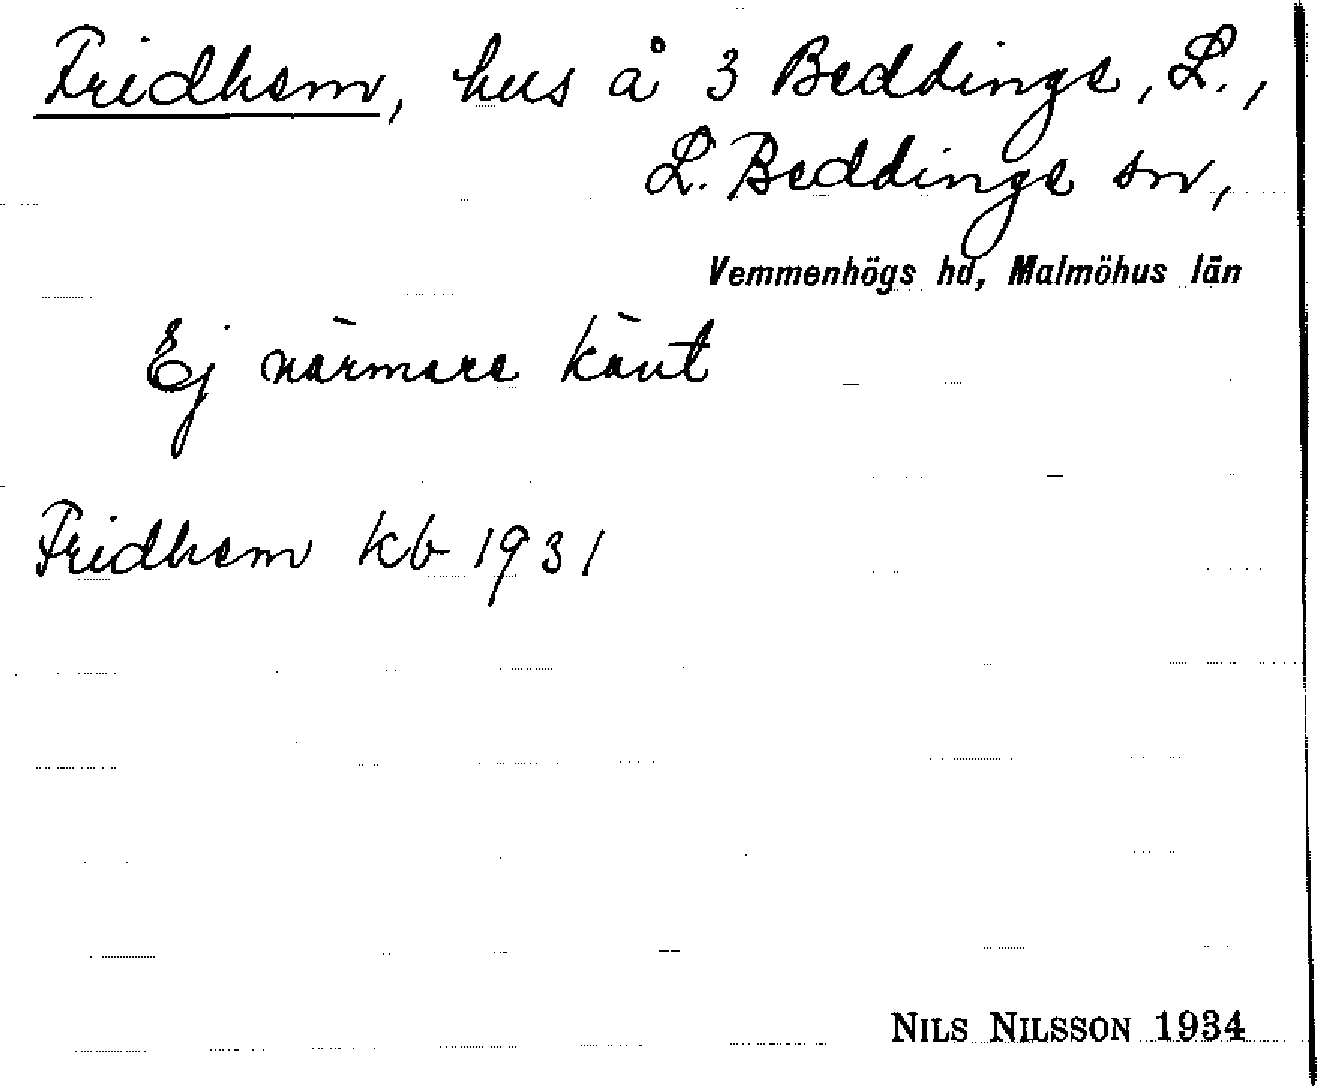 Fridhem, hus å 3 Beddinge, L.,
L. Beddinge sn,
Vemmenhögs hd, Malmöhus län
Ej närmare känt
Fridhem kb 1931
NILS NILSSON 1934